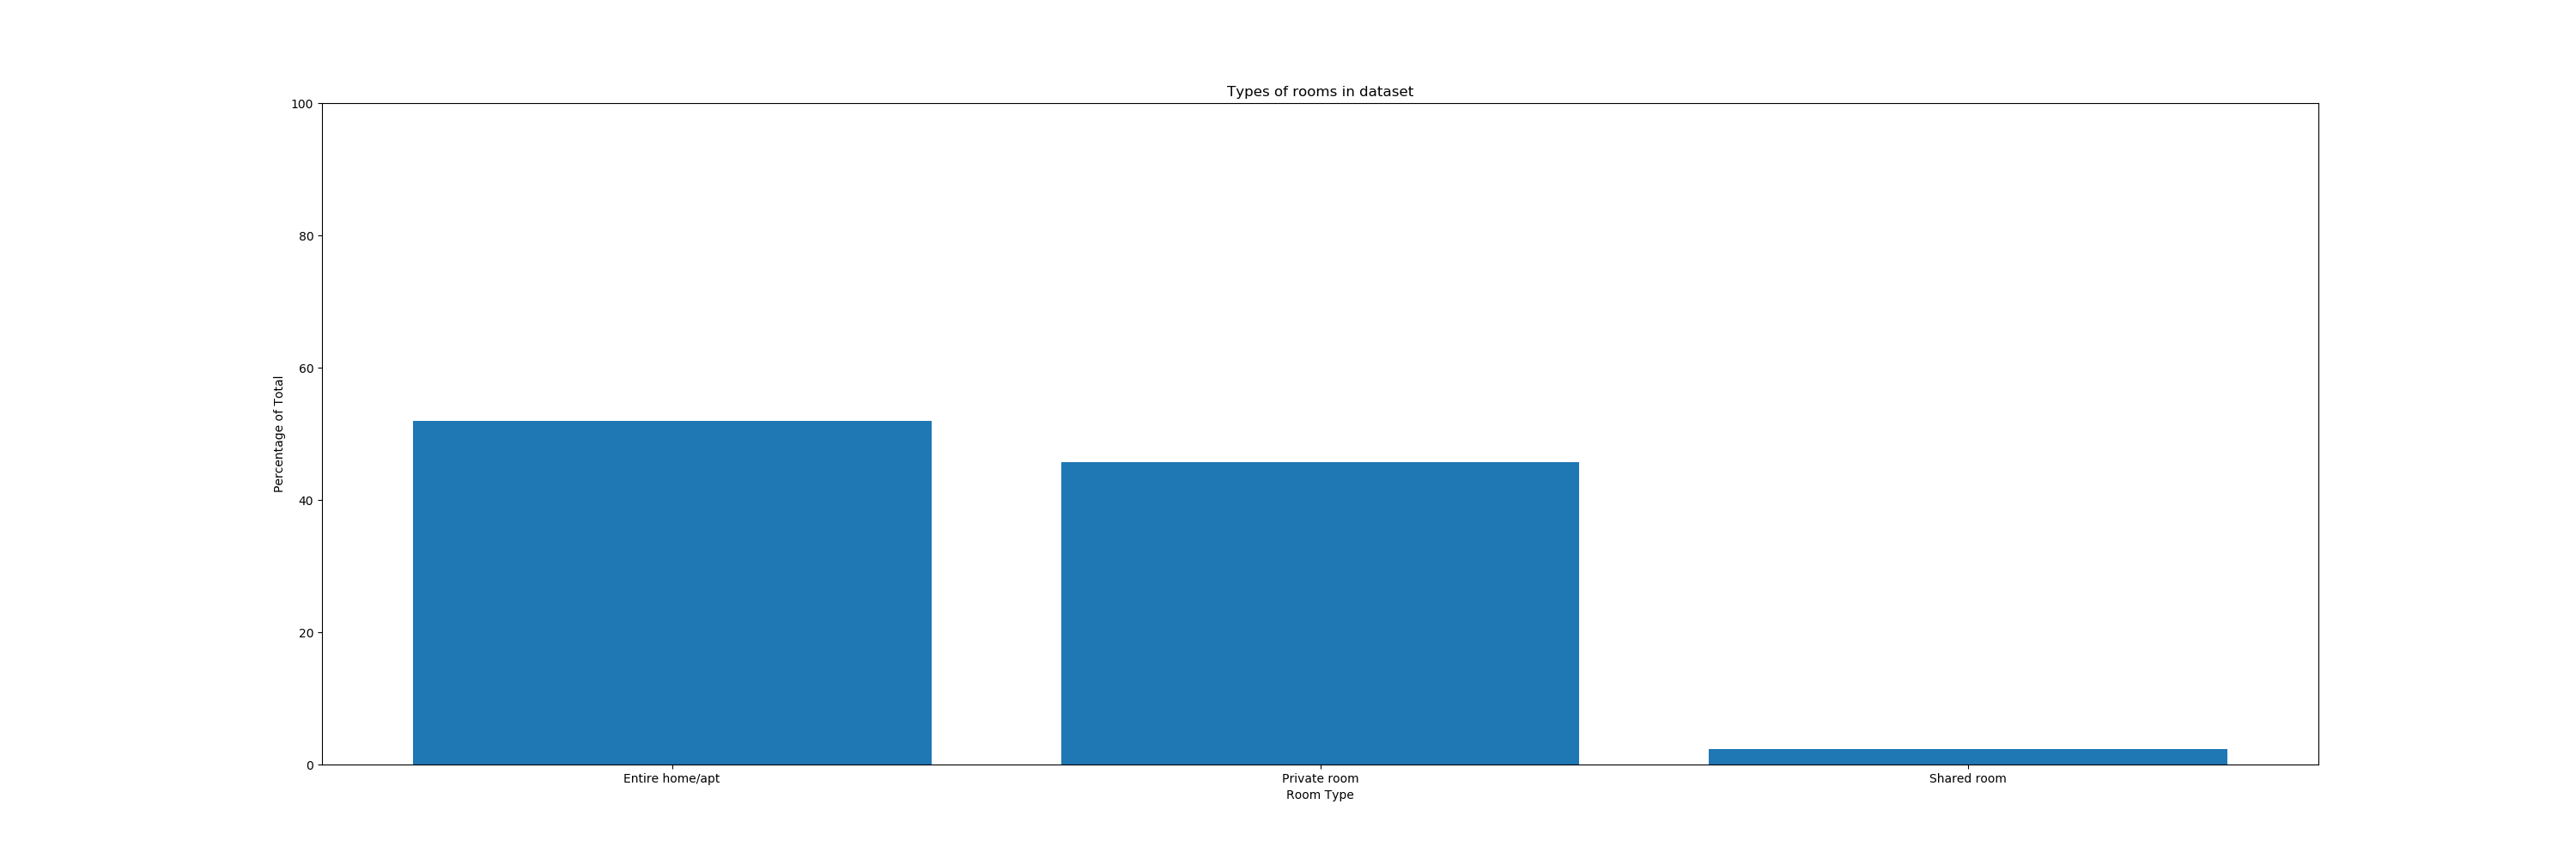 Types of rooms in dataset
100
80
60
40
20
0
Percentage of Total
Entire home/apt
Private room
Shared room
Room Type